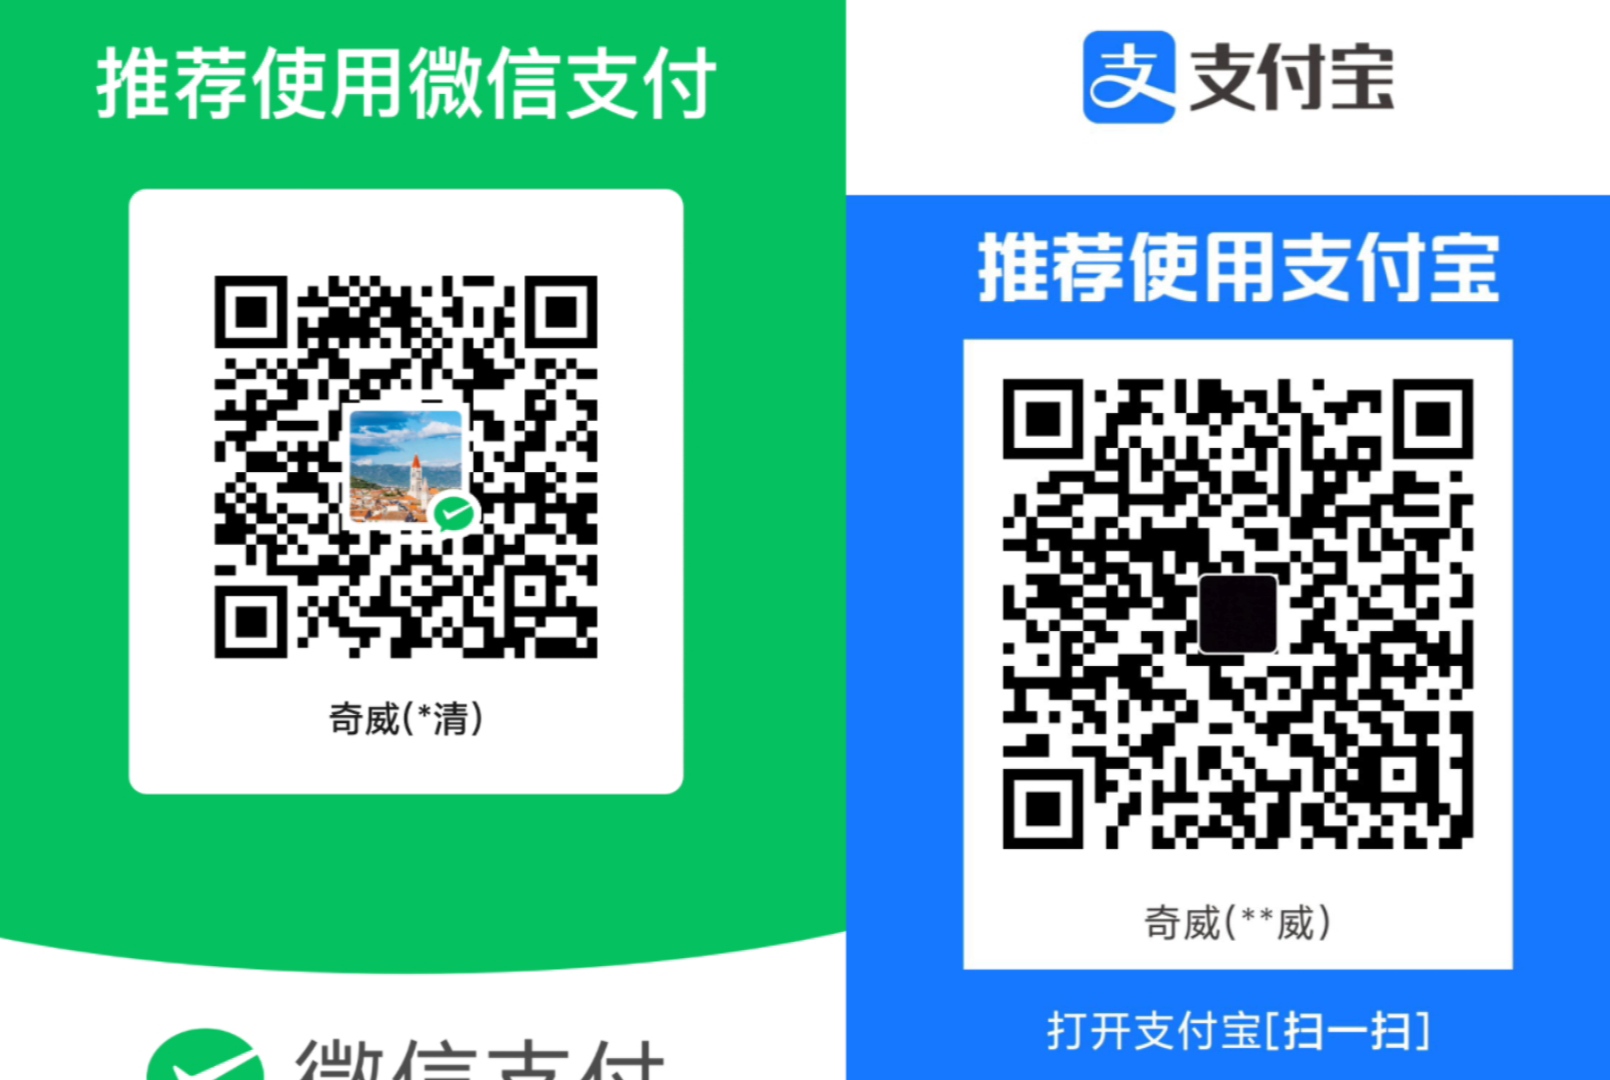 推荐使用微信支付
奇威(*清)
微信支付
支付宝
推荐使用支付宝
奇威(**威)
打开支付宝[扫一扫]